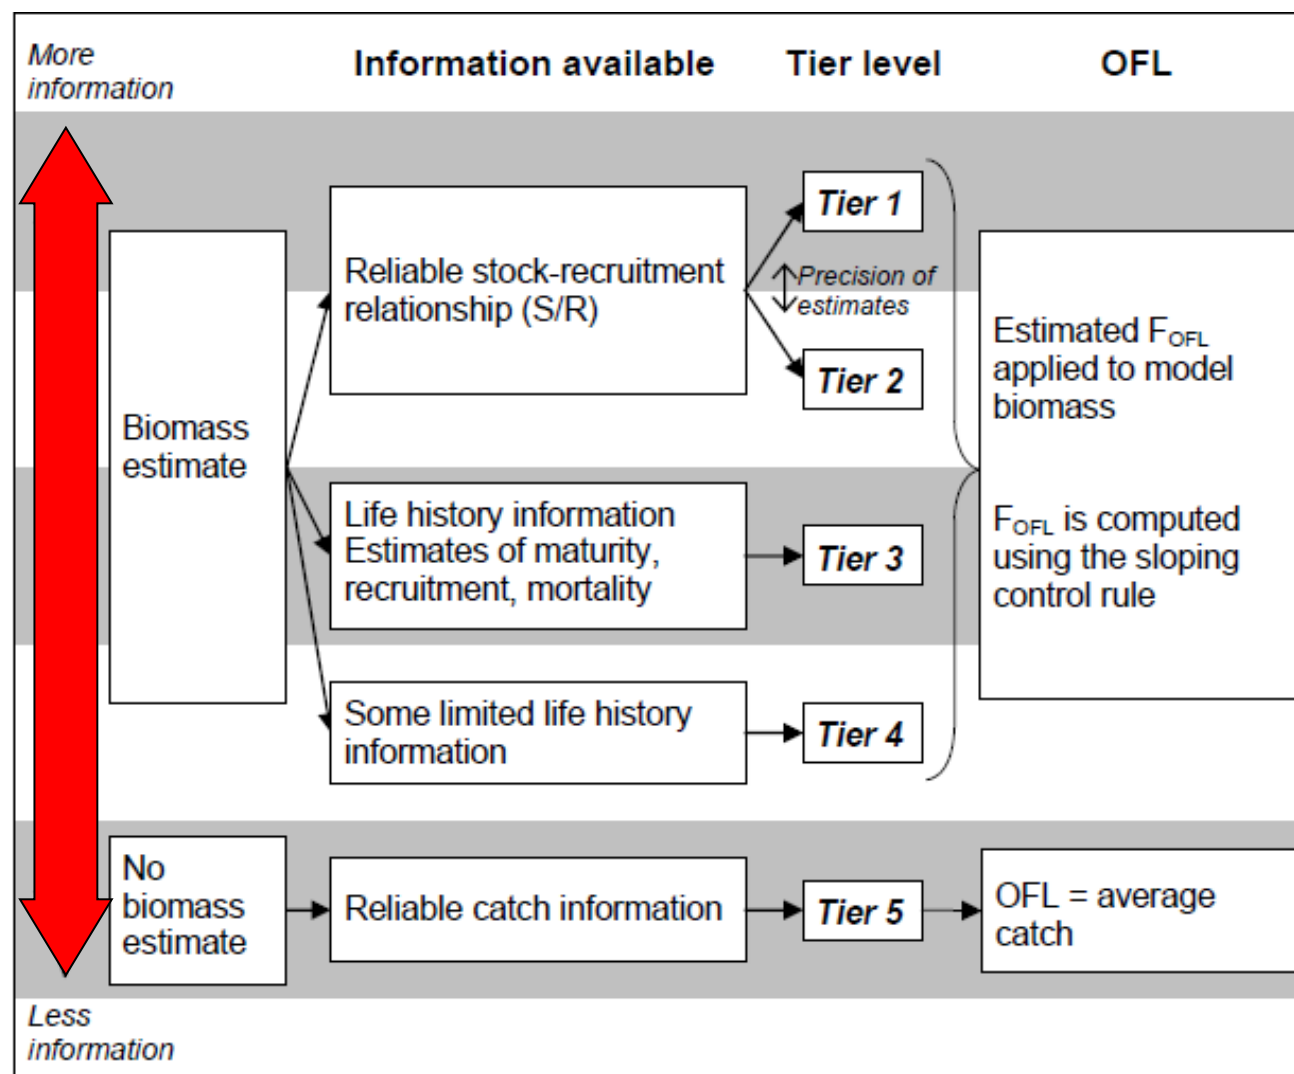 More
information
Information available
Tier level
OFL
Biomass
estimate
Reliable stock-recruitment
relationship (S/R)
Tier 1
Precision of
estimates
Tier 2
Life history information
Estimates of maturity,
recruitment, mortality
Tier 3
Some limited life history
information
Tier 4
Estimated FOFL
applied to model
biomass
FOFL is computed
using the sloping
control rule
No
biomass
estimate
Reliable catch information
Tier 5
OFL = average
catch
Less
information